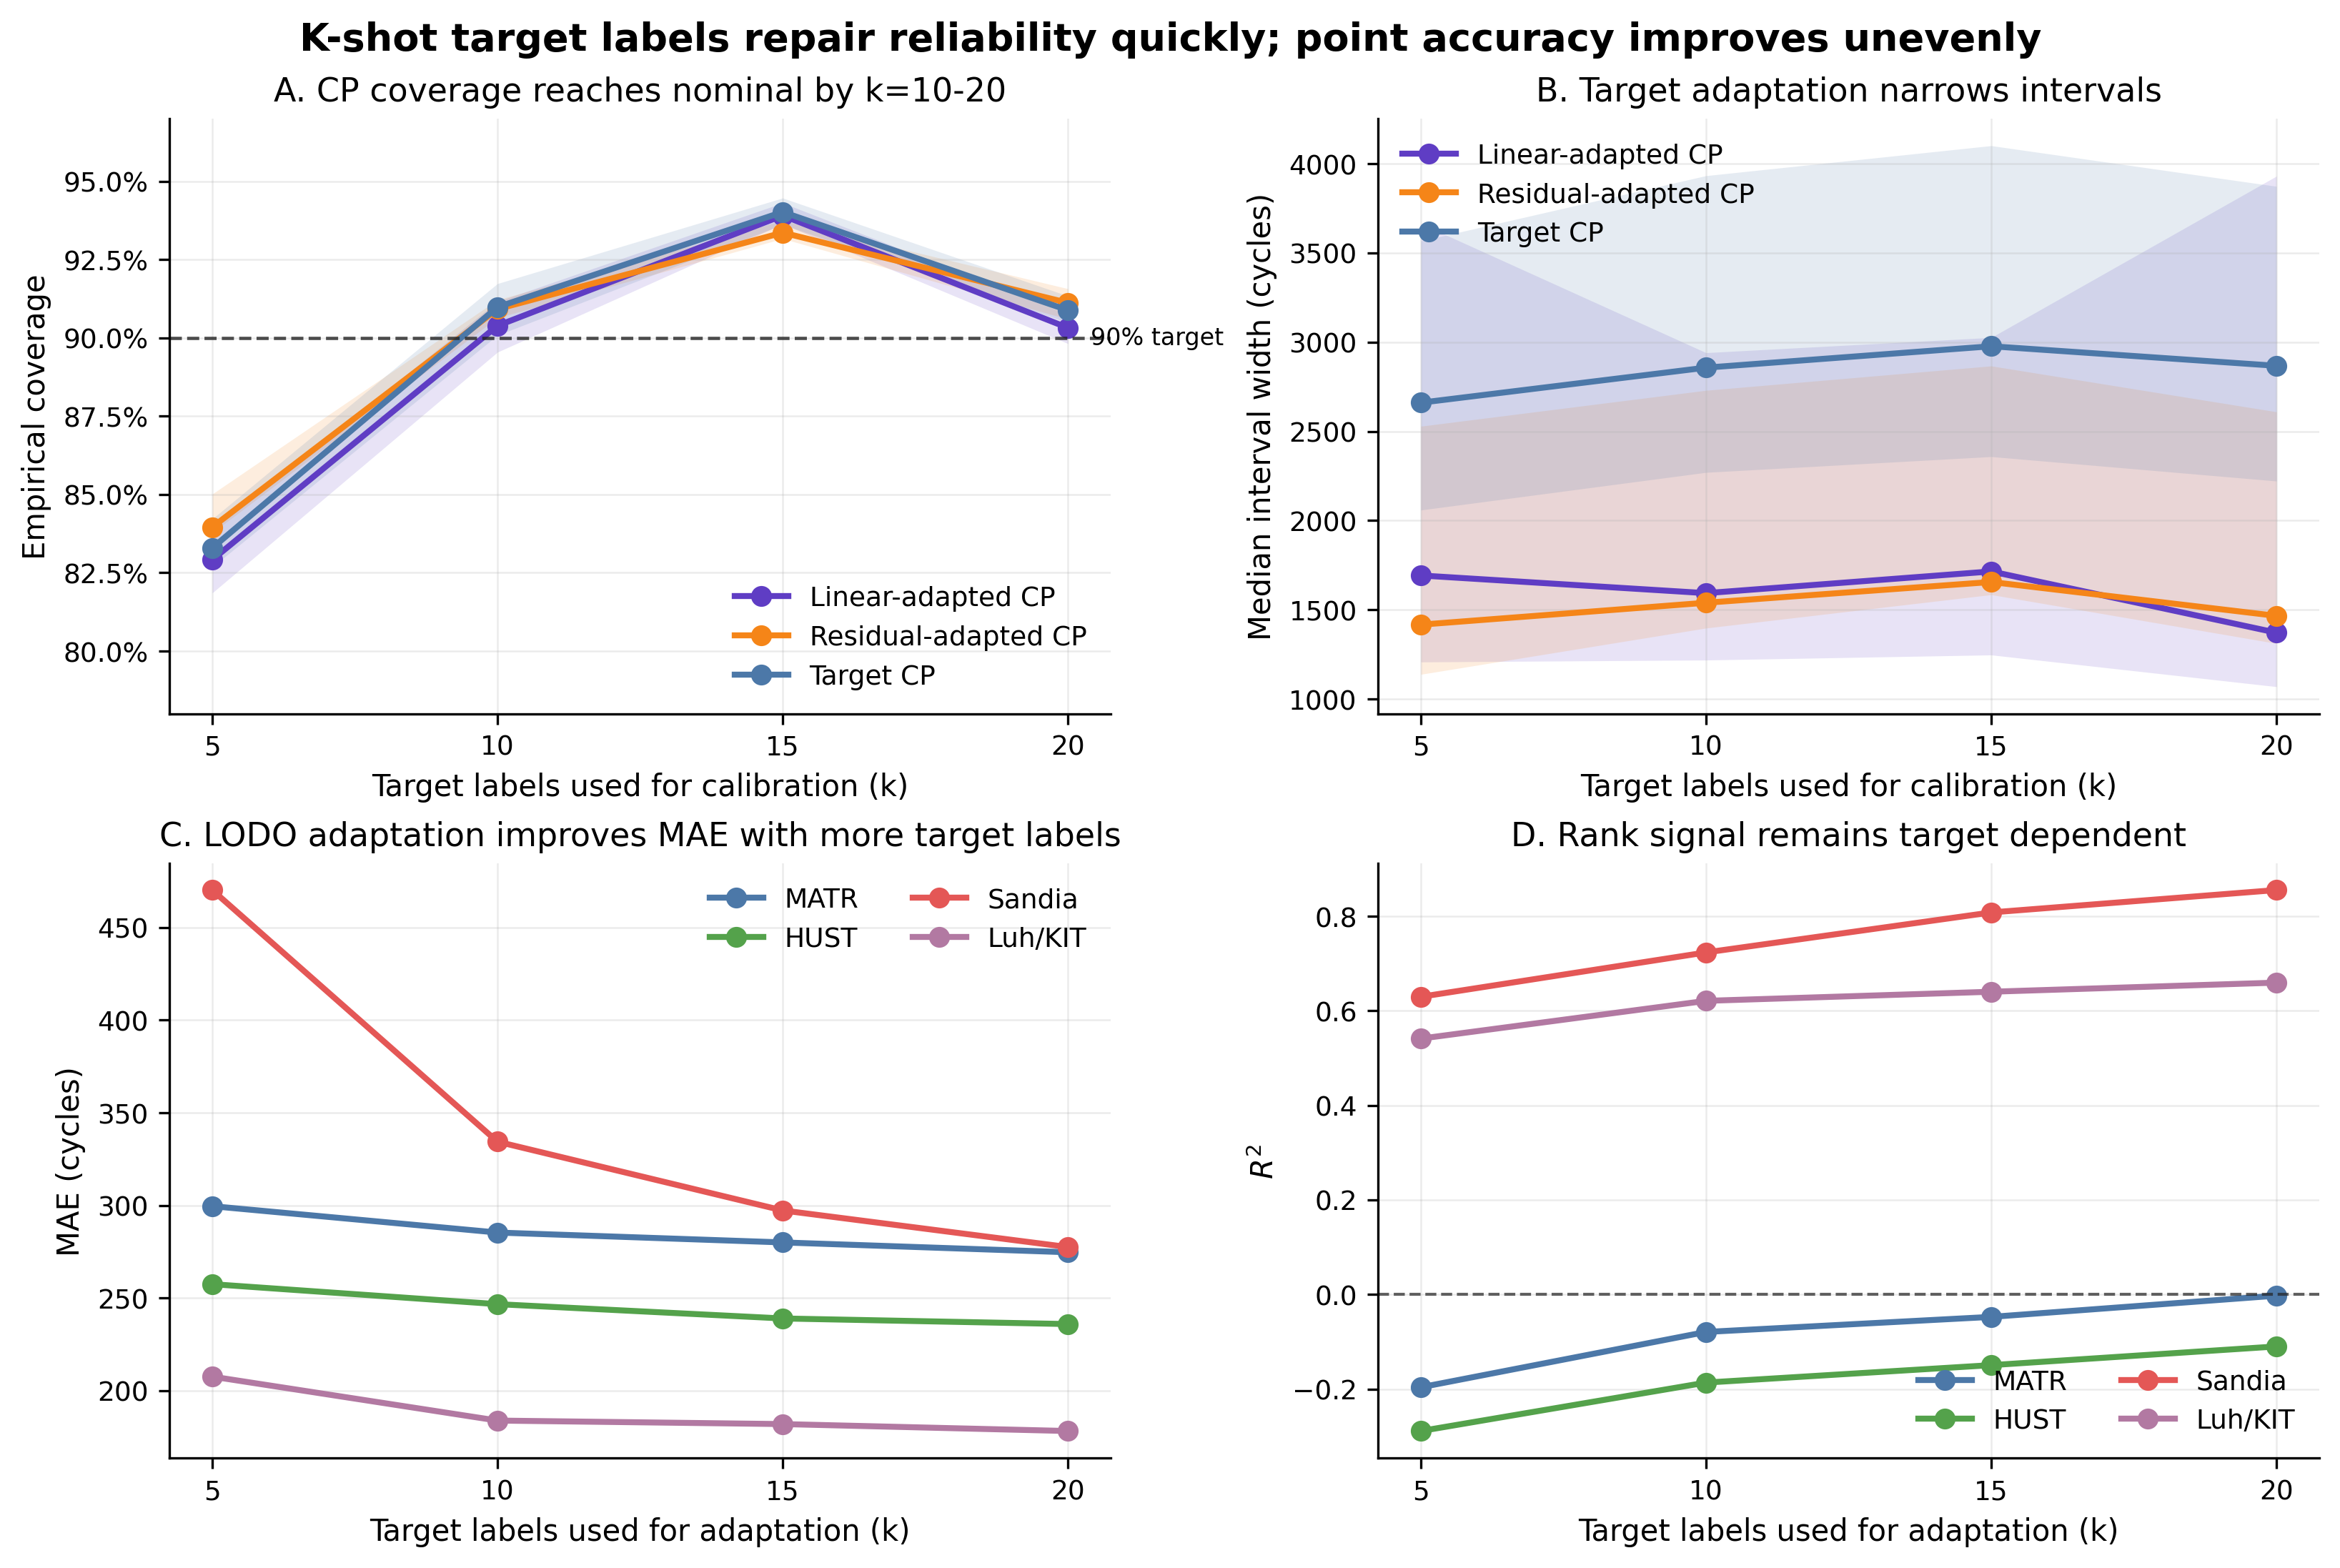 K-shot target labels repair reliability quickly; point accuracy improves unevenly
A. CP coverage reaches nominal by k=10-20
95.0%
92.5%
90.0%
87.5%
85.0%
82.5%
80.0%
Empirical coverage
90% target
Linear-adapted CP
Residual-adapted CP
Target CP
5
10
15
20
Target labels used for calibration (k)
B. Target adaptation narrows intervals
4000
3500
3000
2500
2000
1500
1000
Median interval width (cycles)
Linear-adapted CP
Residual-adapted CP
Target CP
5
10
15
20
Target labels used for calibration (k)
C. LODO adaptation improves MAE with more target labels
450
400
350
300
250
200
MAE (cycles)
MATR
HUST
Sandia
Luh/KIT
5
10
15
20
Target labels used for adaptation (k)
D. Rank signal remains target dependent
0.8
0.6
0.4
0.2
0.0
−0.2
R²
MATR
HUST
Sandia
Luh/KIT
5
10
15
20
Target labels used for adaptation (k)